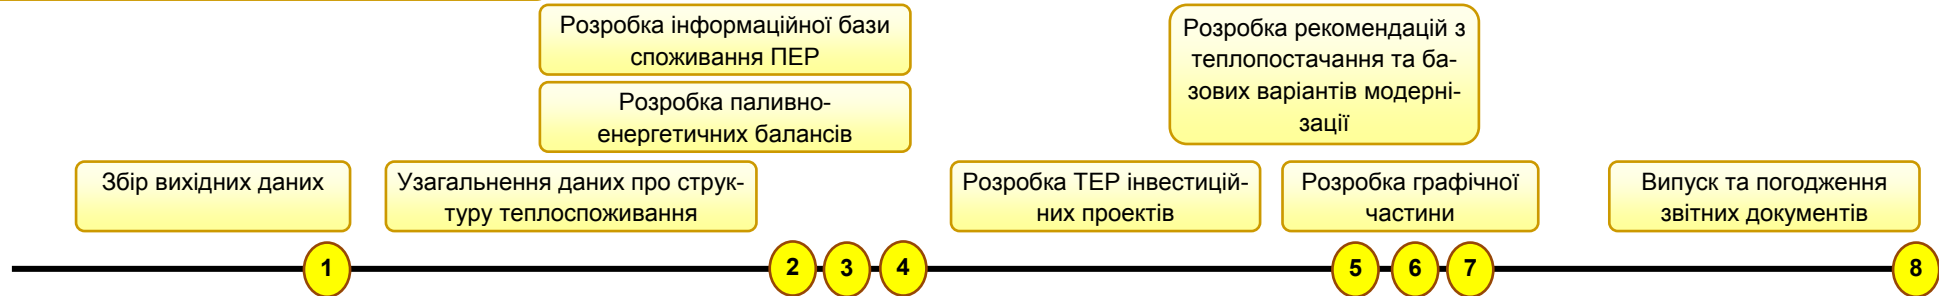 Розробка інформаційної бази
споживання ПЕР
Розробка рекомендацій з
теплопостачання та ба-
зових варіантів модерні-
зації
Розробка паливно-
енергетичних балансів
Збір вихідних даних
Узагальнення даних про струк-
туру теплоспоживання
Розробка ТЕР інвестицій-
них проектів
Розробка графічної
частини
Випуск та погодження
звітних документів
1
2
3
4
5
6
7
8